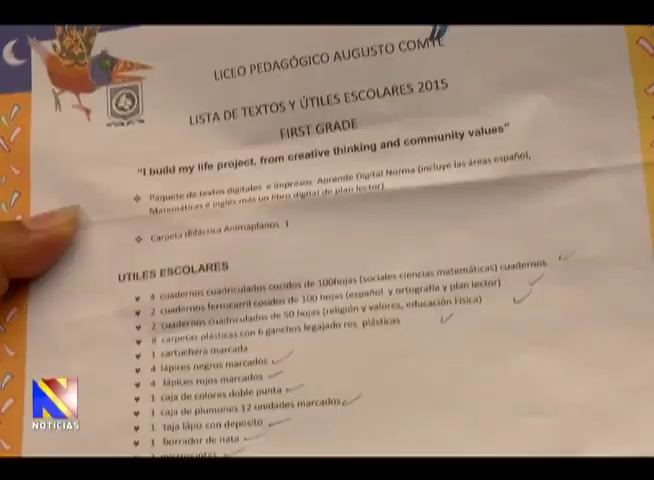 LICEO PEDAGÓGICO AUGUSTO COMTE
LISTA DE TEXTOS Y ÚTILES ESCOLARES 2015
FIRST GRADE
"I build my life project, from creative thinking and community values"
Paquete de textos digitales e impresos Aprende Digital Norma (incluye las áreas español,
Matemáticas e inglés más un libro digital de plan lector)
Carpeta didáctica Animaplanos 1
UTILES ESCOLARES
4 cuadernos cuadriculados cocidos de 100hojas (sociales ciencias matemáticas) cuadernos
2 cuadernos ferrocarril cosidos de 100 hojas (español y ortografía y plan lector)
2 cuadernos cuadriculados de 50 hojas (religión y valores, educación física)
8 carpetas plásticas con 6 ganchos legajado res plásticas
1 cartuchera marcada
4 lápices negros marcados
4 lápices rojos marcados
1 caja de colores doble punta
1 caja de plumones 12 unidades marcados
1 taja lápiz con depósito
1 borrador de nata
1 micropuntas
N
NOTICIAS